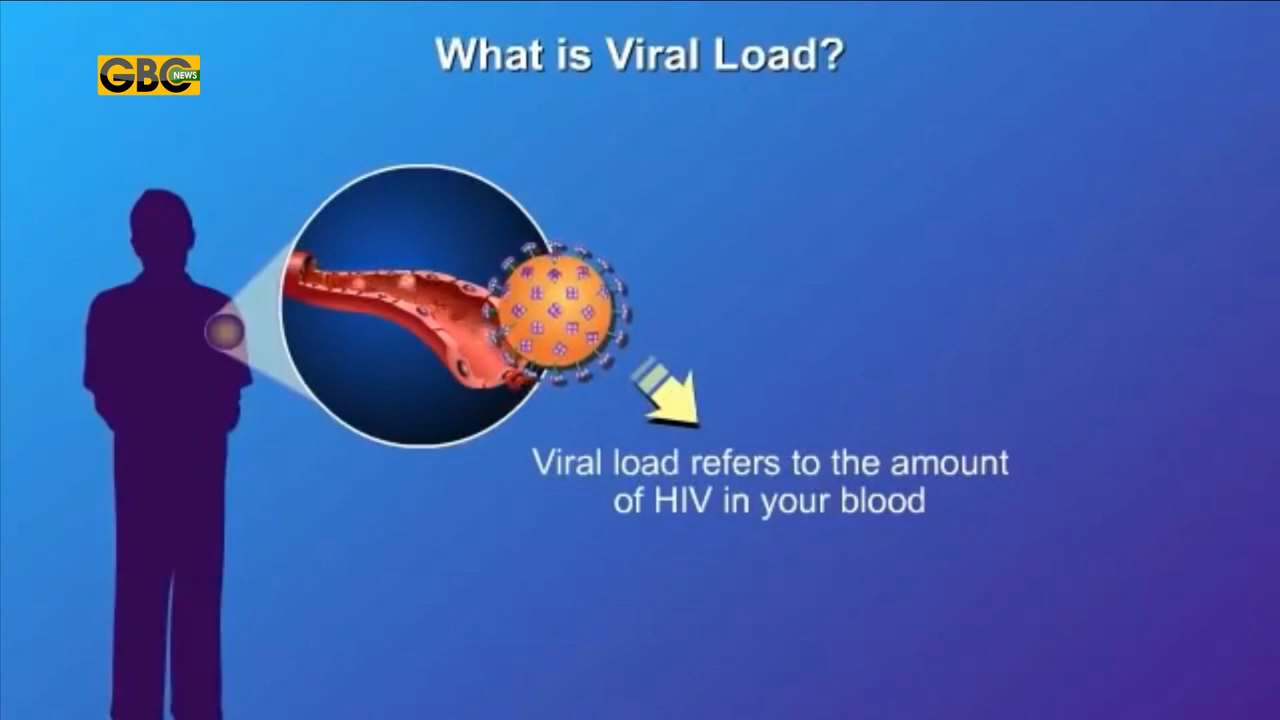 What is Viral Load?
GBC NEWS
Viral load refers to the amount
of HIV in your blood